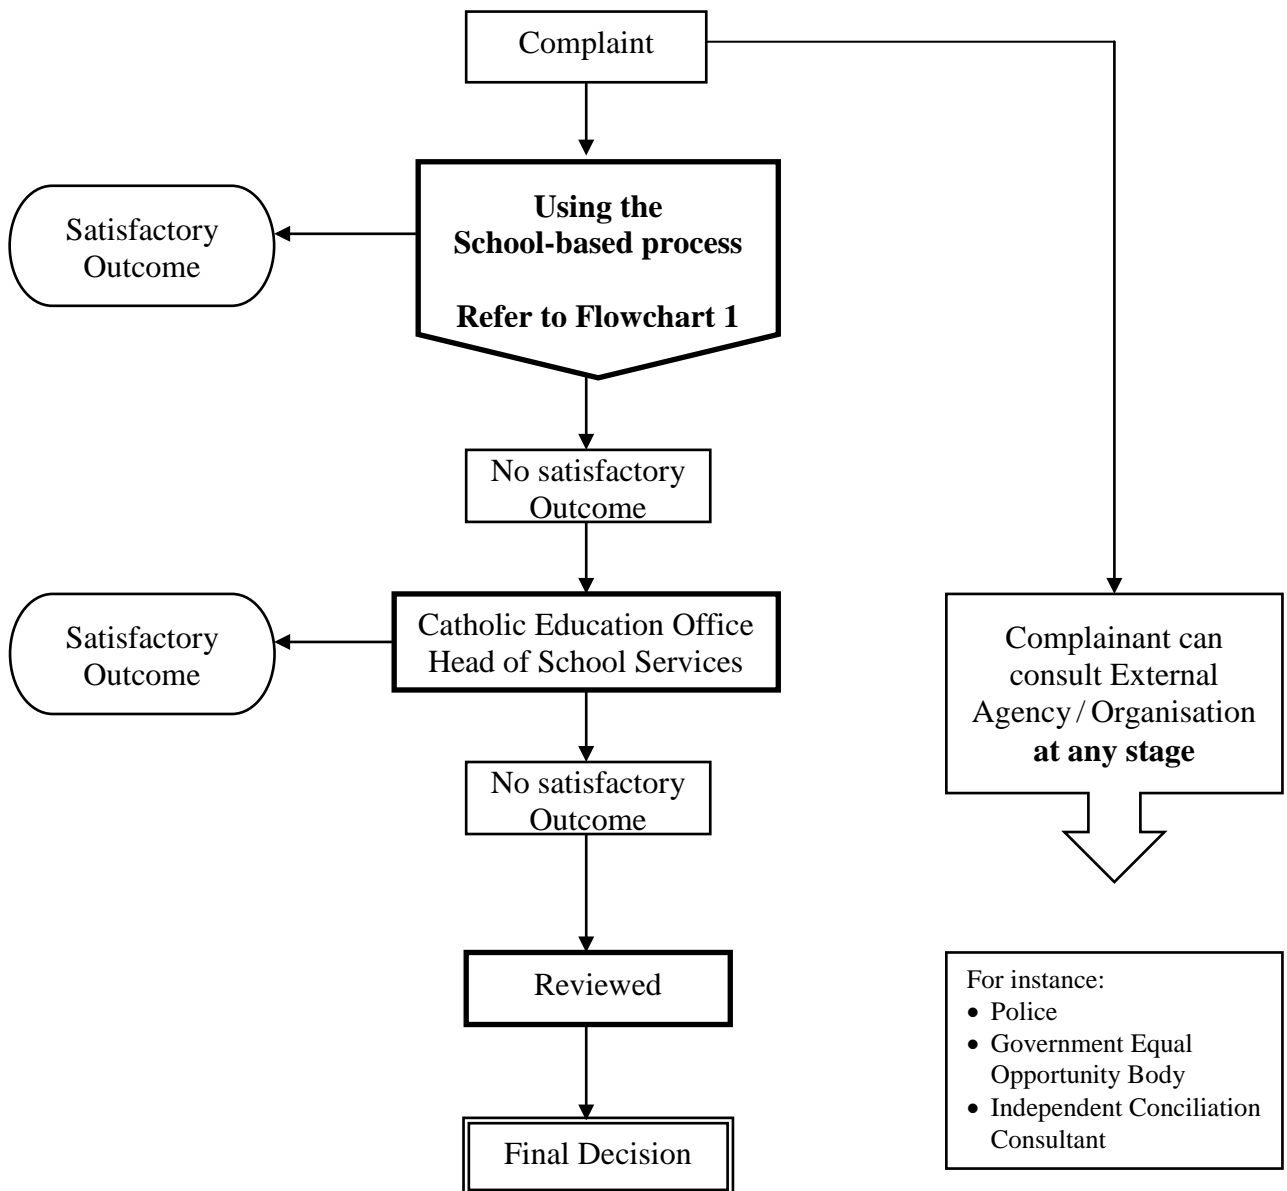 Complaint
Using the
School-based process
Refer to Flowchart 1
Satisfactory
Outcome
No satisfactory
Outcome
Catholic Education Office
Head of School Services
Satisfactory
Outcome
No satisfactory
Outcome
Reviewed
Final Decision
Complainant can
consult External
Agency / Organisation
at any stage
For instance:
• Police
• Government Equal
Opportunity Body
• Independent Conciliation
Consultant